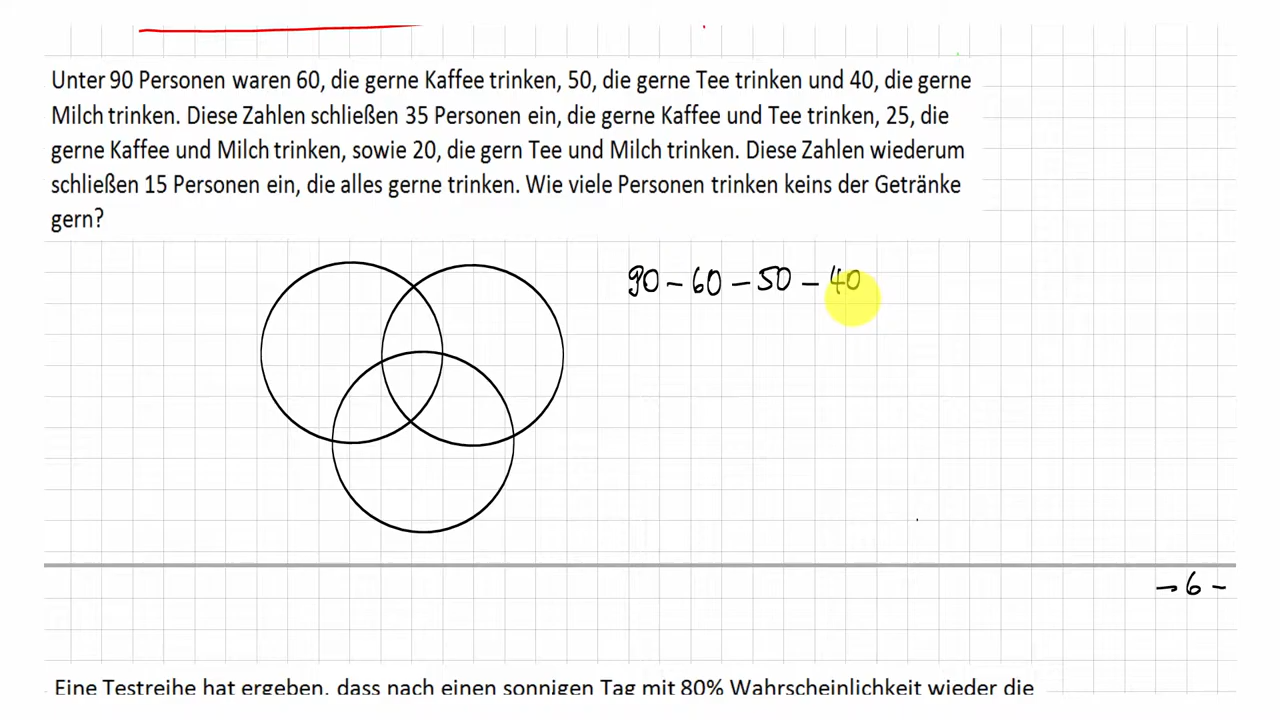 Unter 90 Personen waren 60, die gerne Kaffee trinken, 50, die gerne Tee trinken und 40, die gerne
Milch trinken. Diese Zahlen schließen 35 Personen ein, die gerne Kaffee und Tee trinken, 25, die
gerne Kaffee und Milch trinken, sowie 20, die gern Tee und Milch trinken. Diese Zahlen wiederum
schließen 15 Personen ein, die alles gerne trinken. Wie viele Personen trinken keins der Getränke
gern?
90 - 60 - 50 - 40
- 6 -
Eine Testreihe hat ergeben, dass nach einen sonnigen Tag mit 80% Wahrscheinlichkeit wieder die